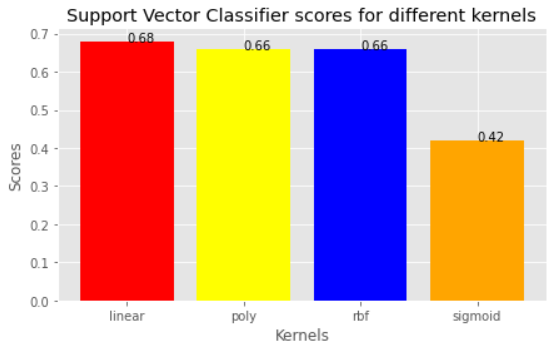 Support Vector Classifier scores for different kernels
0.7
0.6
0.5
0.4
0.3
0.2
0.1
0.0
Scores
0.68
0.66
0.66
0.42
linear
poly
rbf
sigmoid
Kernels